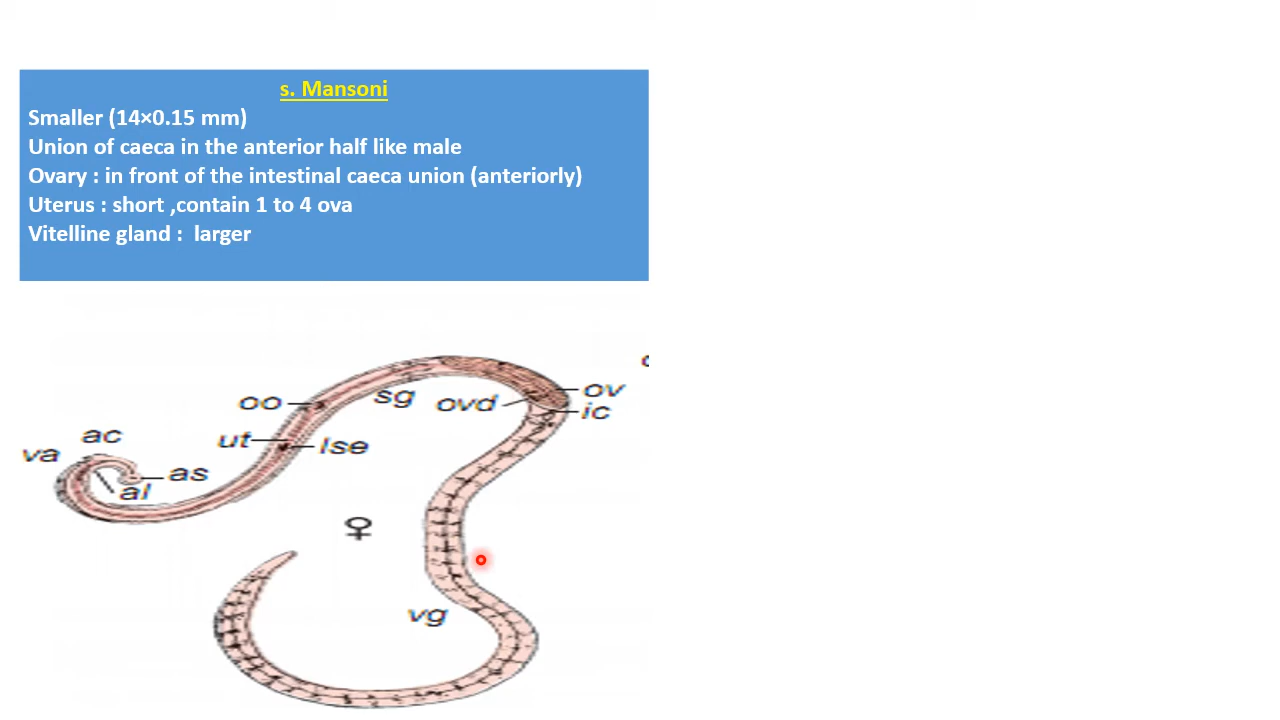 s. Mansoni
Smaller (14×0.15 mm)
Union of caeca in the anterior half like male
Ovary : in front of the intestinal caeca union (anteriorly)
Uterus : short ,contain 1 to 4 ova
Vitelline gland :  larger
ov
oo
sg
ovd
ic
ac
ut
lse
va
as
al
♀
vg